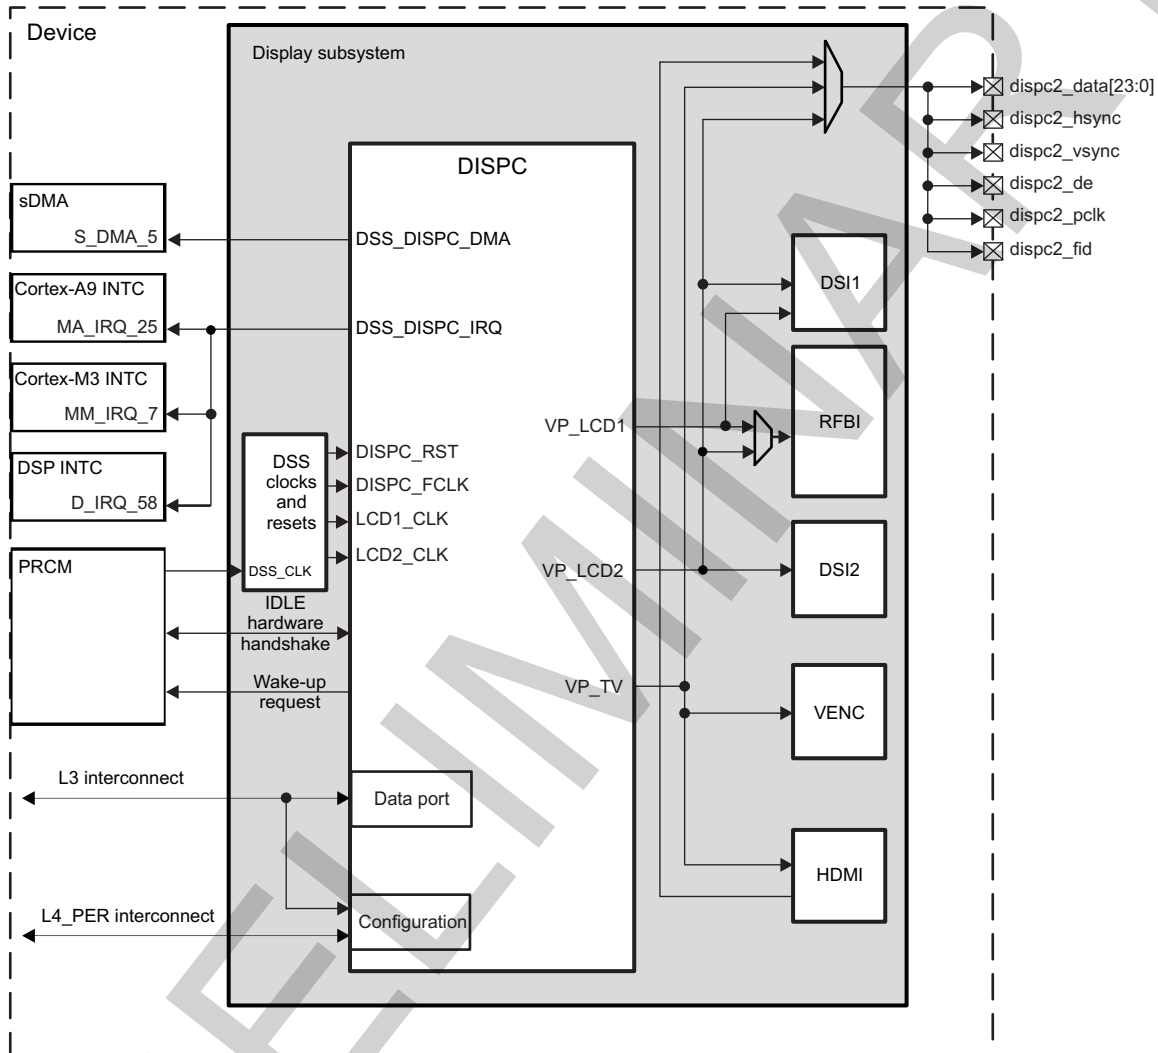 Device
Display subsystem
dispc2_data[23:0]
dispc2_hsync
dispc2_vsync
dispc2_de
dispc2_pclk
dispc2_fid
DISPC
sDMA
S_DMA_5
DSS_DISPC_DMA
Cortex-A9 INTC
MA_IRQ_25
DSS_DISPC_IRQ
Cortex-M3 INTC
MM_IRQ_7
DSP INTC
D_IRQ_58
DSS
clocks
and
resets
DSS_CLK
DISPC_RST
DISPC_FCLK
LCD1_CLK
LCD2_CLK
PRCM
IDLE
hardware
handshake
Wake-up
request
VP_LCD1
VP_LCD2
VP_TV
DSI1
RFBI
DSI2
VENC
HDMI
L3 interconnect
Data port
L4_PER interconnect
Configuration
ELIMINAR